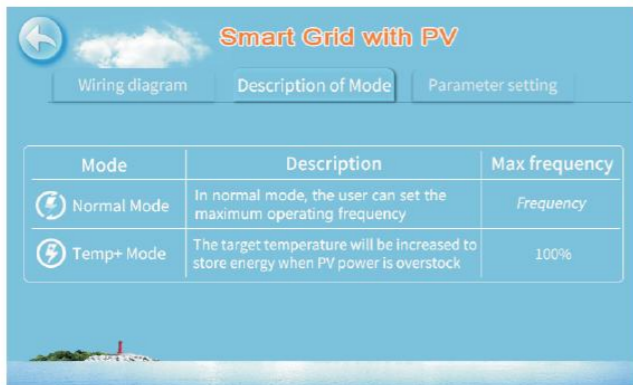 Smart Grid with PV
Wiring diagram
Description of Mode
Parameter setting
Mode
Description
Max frequency
Normal Mode
In normal mode, the user can set the
maximum operating frequency
Frequency
Temp+ Mode
The target temperature will be increased to
store energy when PV power is overstock
100%